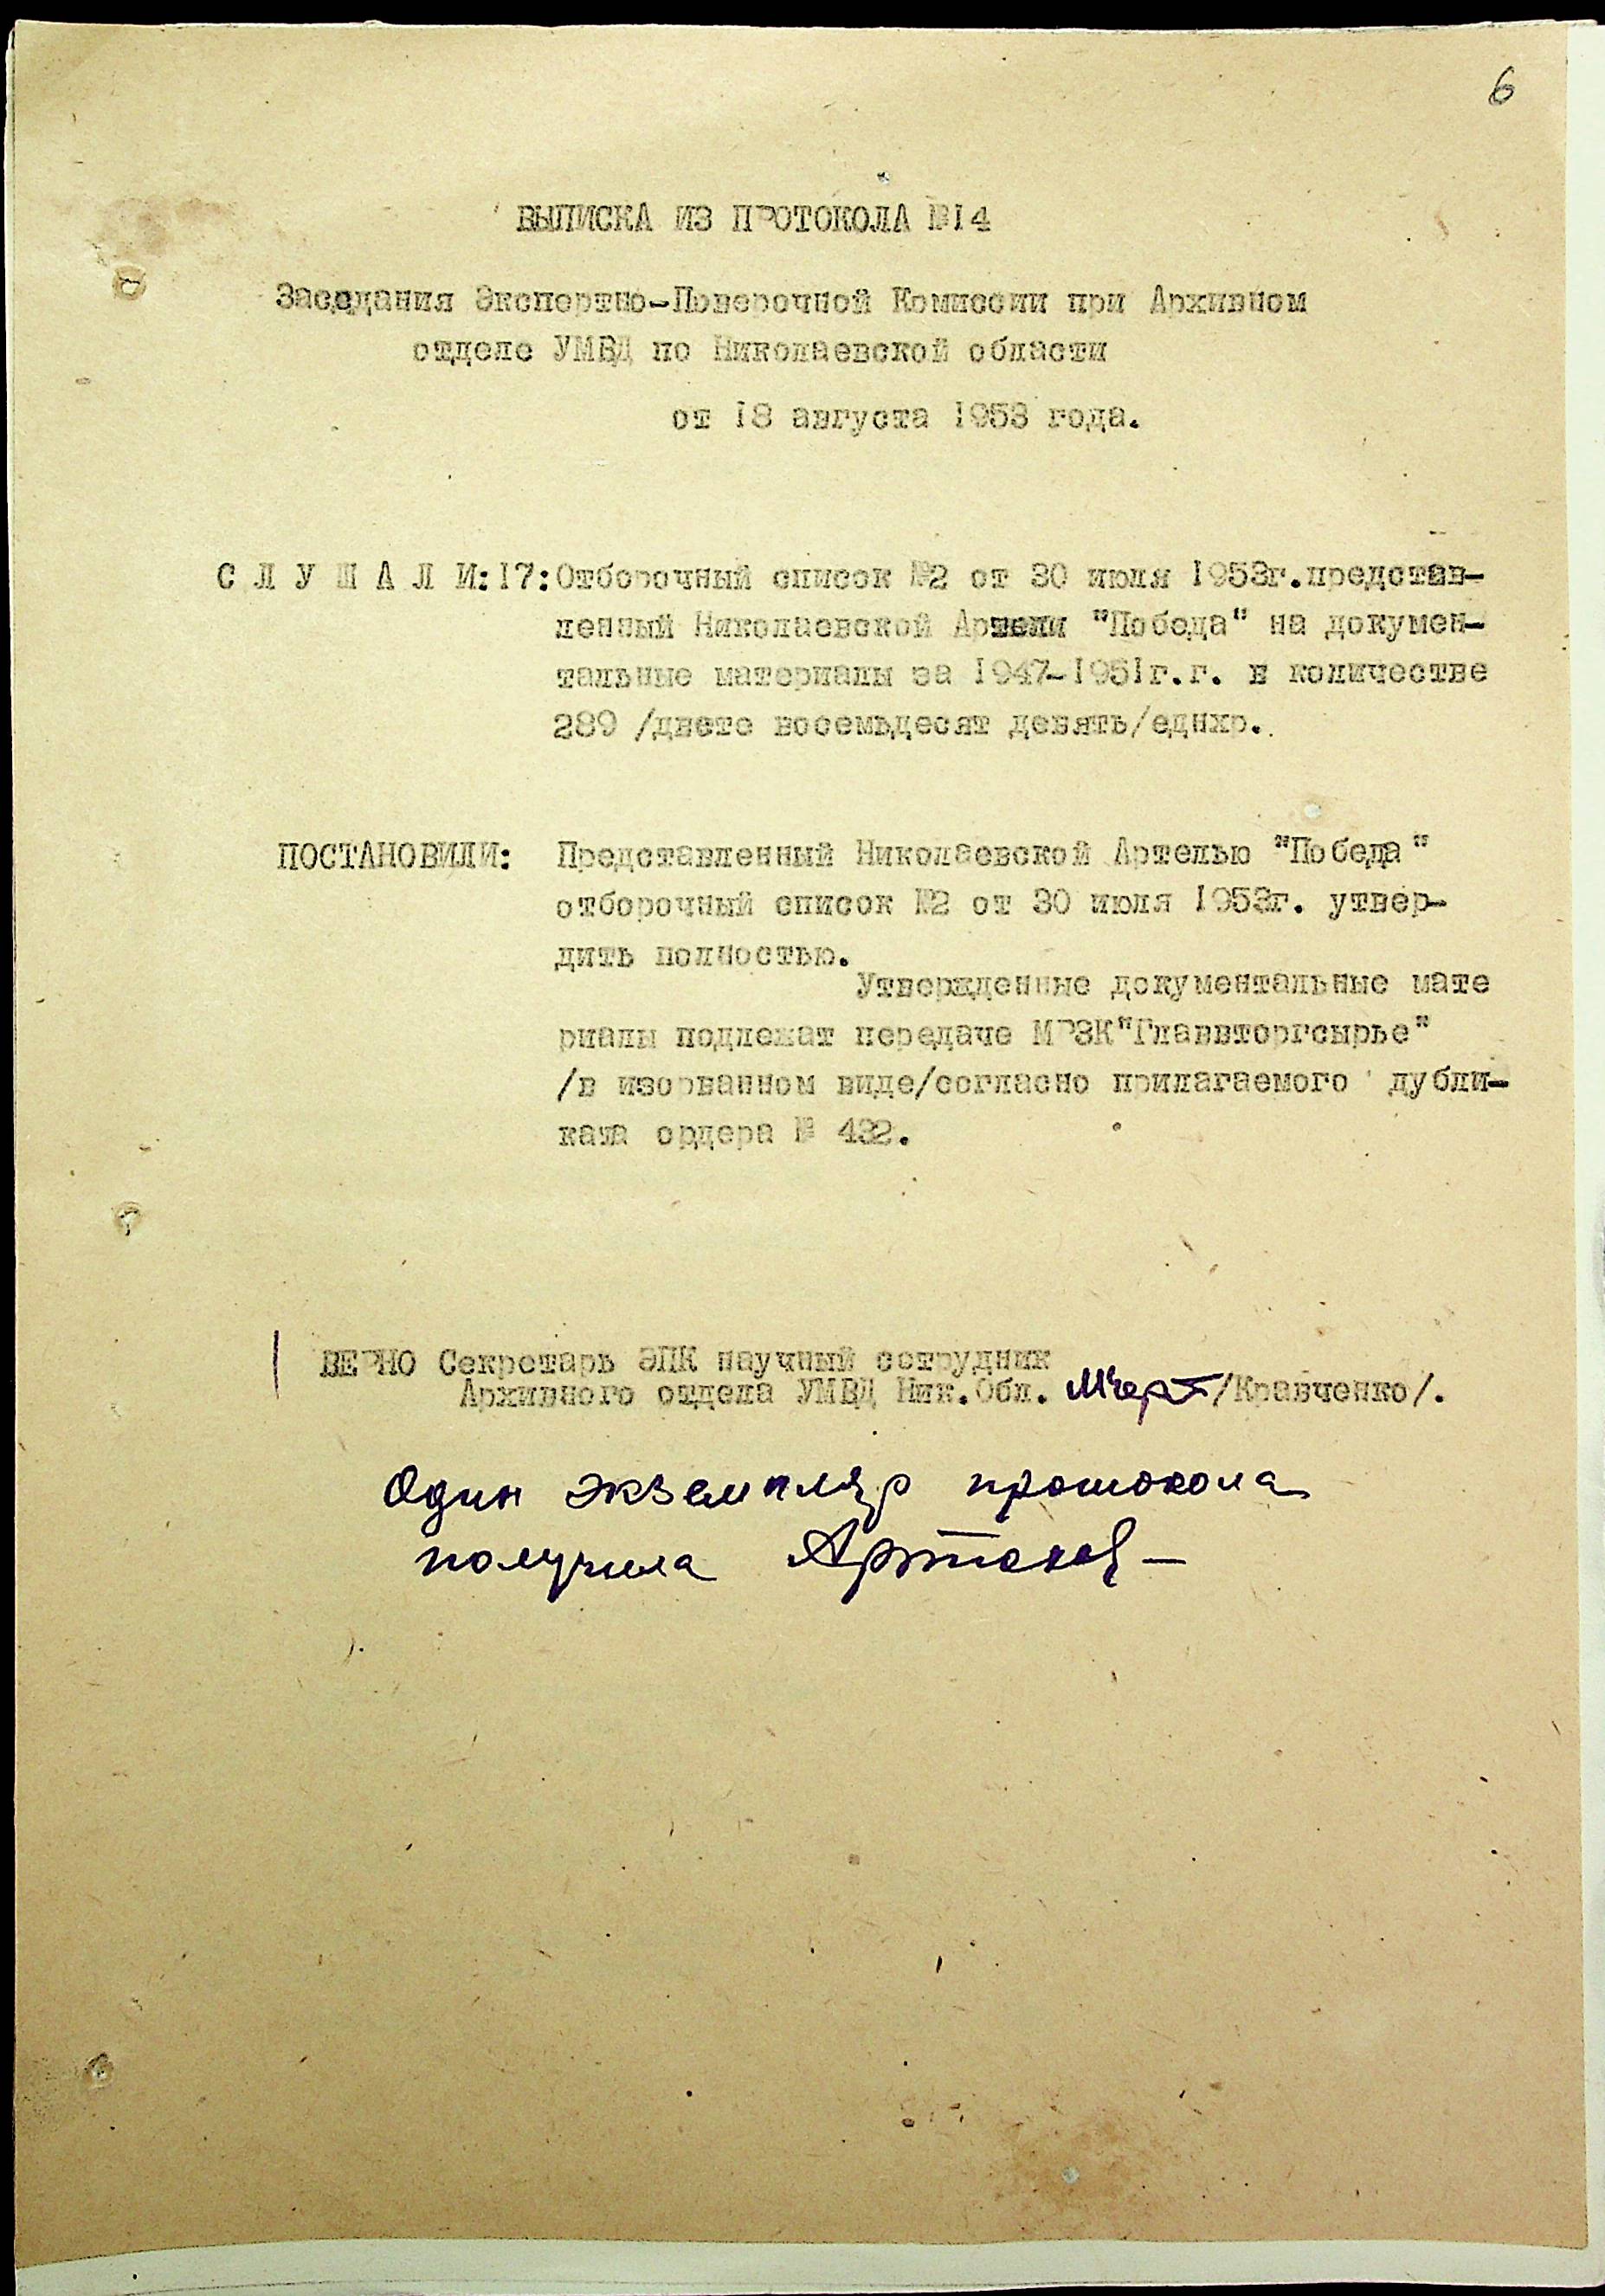 6
ВЫПИСКА ИЗ ПРОТОКОЛА №14
Заседания Экспертно-Поверочной Комиссии при Архивном
отделе УМВД по Николаевской области
от 18 августа 1953 года.
С Л У Ш А Л И:17:Отборочный список №2 от 30 июля 1953г.представ-
ленный Николаевской Артели "Победа" на докумен-
тальные материалы за 1947-1951г.г. в количестве
289 /двсте восемьдесят девять/еднхр.
ПОСТАНОВИЛИ: Представленный Николаевской Артелью "Победа"
отборочный список №2 от 30 июля 1953г. утвер-
дить полностью.
Утвержденные документальные мате
риалы подлежат передаче МРЗК"Главвторгсырье"
/в изорванном виде/согласно прилагаемого дубли-
ката ордера № 432.
ВЕРНО Секретарь ЭПК научный сотрудник
Архивного отдела УМВД Ник.Обл. /Кравченко/.
Один экземпляр протокола
получила